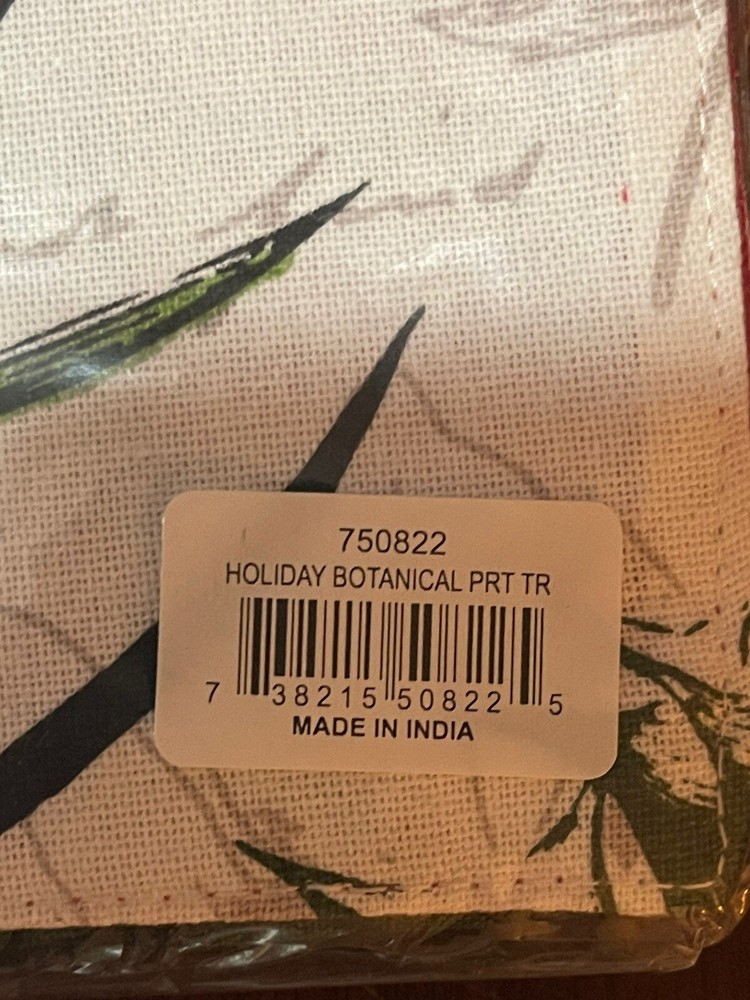 750822
HOLIDAY BOTANICAL PRT TR
7 38215 50822 5
MADE IN INDIA